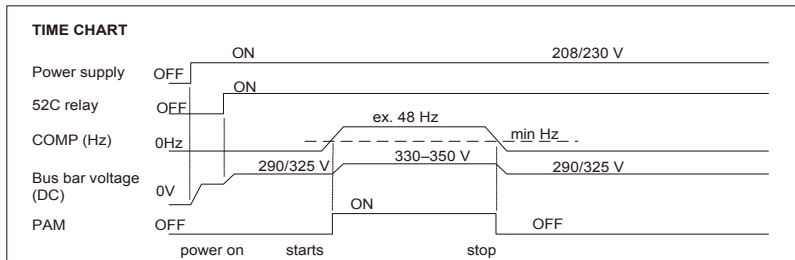 TIME CHART
ON 208/230 V
Power supply OFF
ON
52C relay OFF
ex. 48 Hz
COMP (Hz) 0Hz min Hz
290/325 V 330–350 V 290/325 V
Bus bar voltage
(DC) 0V
ON
PAM OFF OFF
power on starts stop